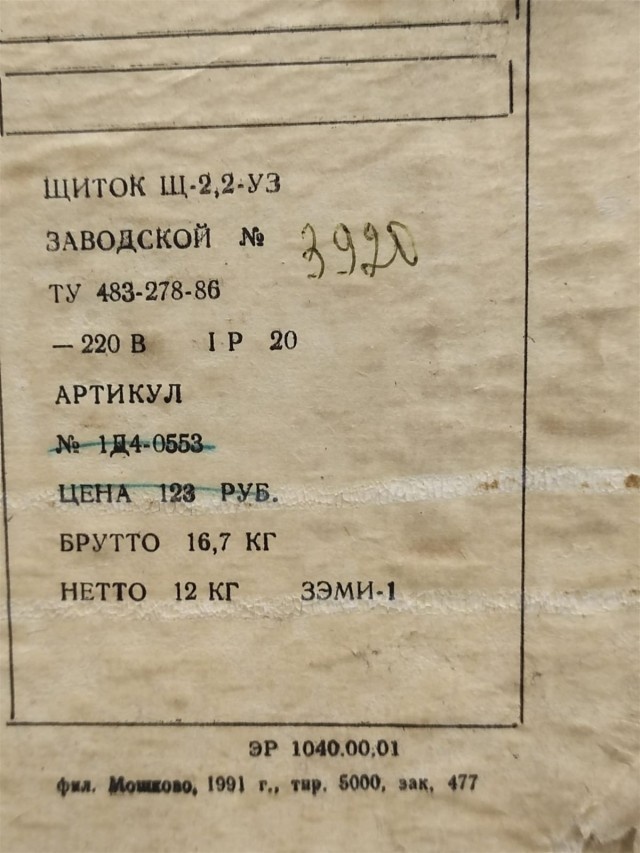 ЩИТОК Щ-2,2-УЗ
ЗАВОДСКОЙ № 3920
ТУ 483-278-86
— 220 В IP 20
АРТИКУЛ
№ 1Д4-0553
ЦЕНА 123 РУБ.
БРУТТО 16,7 КГ
НЕТТО 12 КГ ЗЭМИ-1
ЭР 1040.00.01
фил. Мошково, 1991 г., тир. 5000, зак, 477